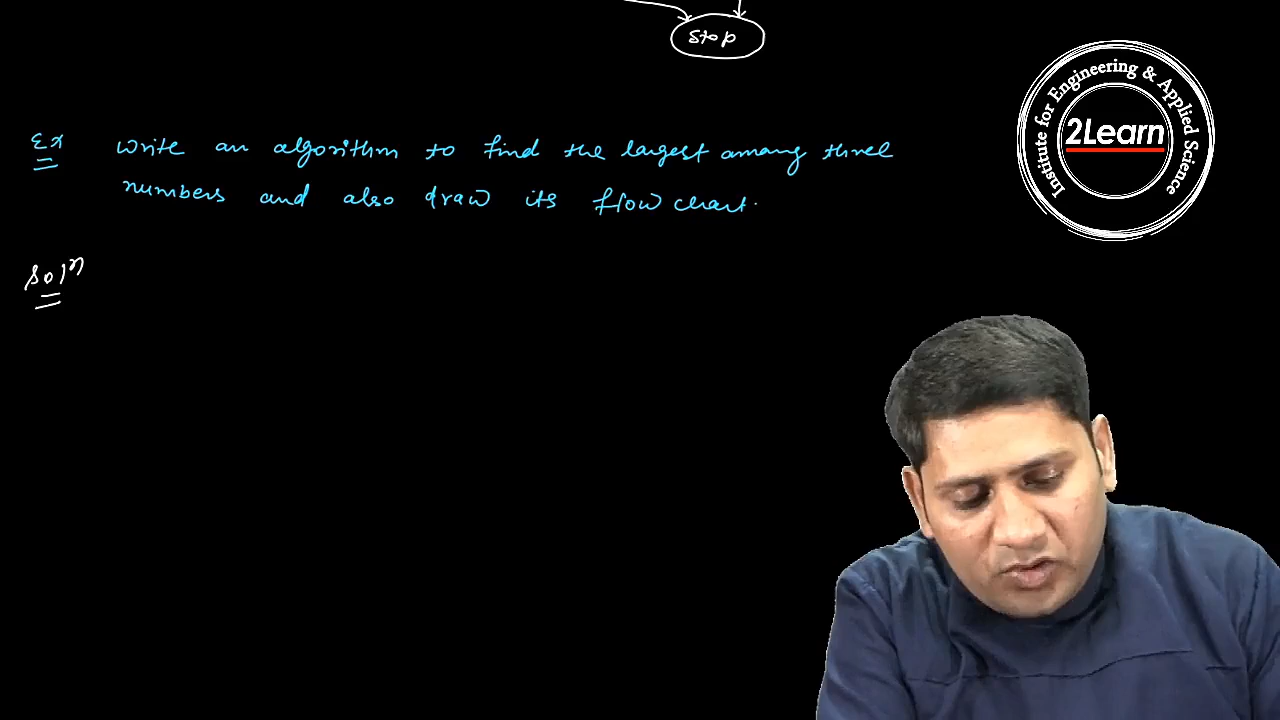 Stop
Ex Write an algorithm to find the largest among three
numbers and also draw its flow chart.
Soln
Institute for Engineering & Applied Science
2Learn